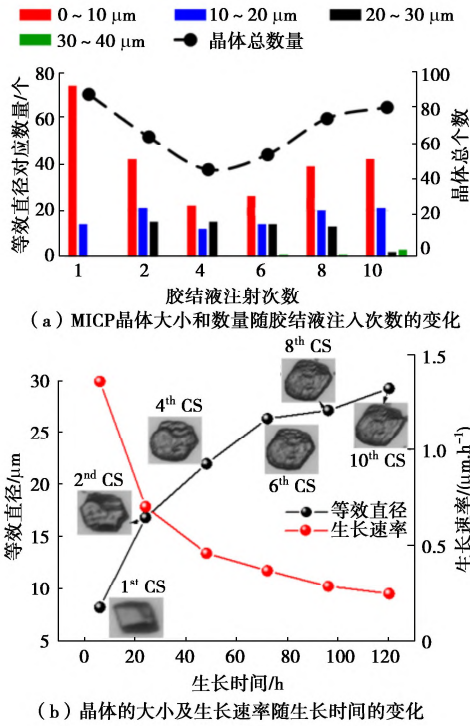 0~10 μm 10~20 μm 20~30 μm
30~40 μm 晶体总数量
等效直径对应数量/个
80
60
40
20
0
100
80
60
40
20
0
晶体总个数
1 2 4 6 8 10
胶结液注射次数
(a)MICP晶体大小和数量随胶结液注入次数的变化
等效直径/μm
30
25
20
15
10
5
1.5
1.0
0.5
0
生长速率/(μm.h⁻¹)
8th CS
4th CS
2nd CS
6th CS
10th CS
等效直径
生长速率
1st CS
0 20 40 60 80 100 120
生长时间/h
(b)晶体的大小及生长速率随生长时间的变化